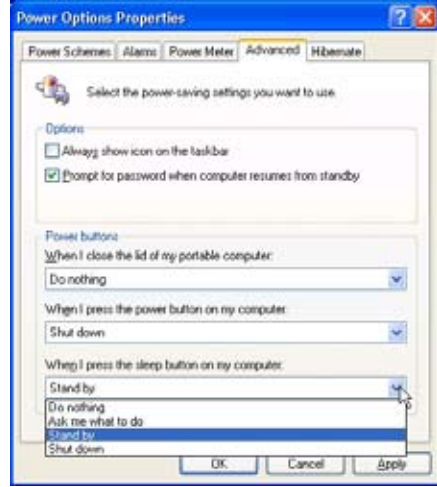 Power Options Properties
Power Schemes Alarms Power Meter Advanced Hibernate
Select the power-saving settings you want to use.
Options
Always show icon on the taskbar
Prompt for password when computer resumes from standby
Power buttons
When I close the lid of my portable computer:
Do nothing
When I press the power button on my computer:
Shut down
When I press the sleep button on my computer:
Stand by
Do nothing
Ask me what to do
Stand by
Shut down
OK Cancel Apply